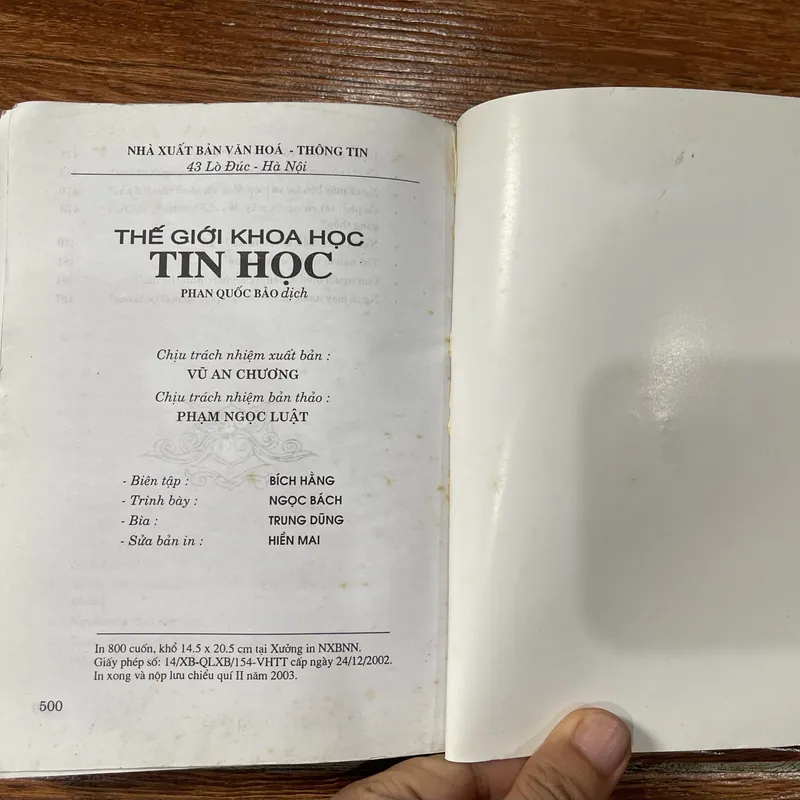 NHÀ XUẤT BẢN VĂN HOÁ - THÔNG TIN
43 Lò Đúc - Hà Nội
THẾ GIỚI KHOA HỌC
TIN HỌC
PHAN QUỐC BẢO dịch
Chịu trách nhiệm xuất bản :
VŨ AN CHƯƠNG
Chịu trách nhiệm bản thảo :
PHẠM NGỌC LUẬT
- Biên tập : BÍCH HẰNG
- Trình bày : NGỌC BÁCH
- Bìa : TRUNG DŨNG
- Sửa bản in : HIỀN MAI
In 800 cuốn, khổ 14.5 x 20.5 cm tại Xưởng in NXBNN.
Giấy phép số: 14/XB-QLXB/154-VHTT cấp ngày 24/12/2002.
In xong và nộp lưu chiểu quí II năm 2003.
500